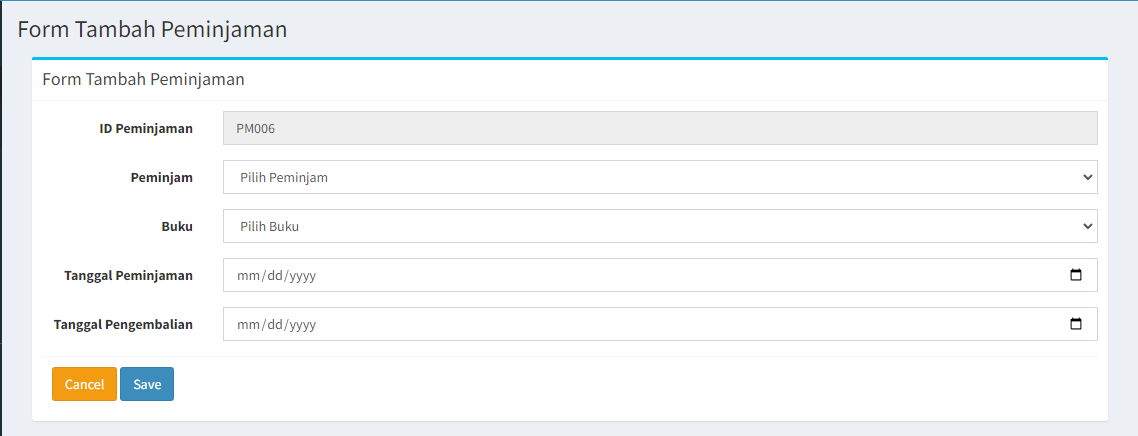 Form Tambah Peminjaman
Form Tambah Peminjaman
ID Peminjaman PM006
Peminjam Pilih Peminjam
Buku Pilih Buku
Tanggal Peminjaman mm/dd/yyyy
Tanggal Pengembalian mm/dd/yyyy
Cancel Save